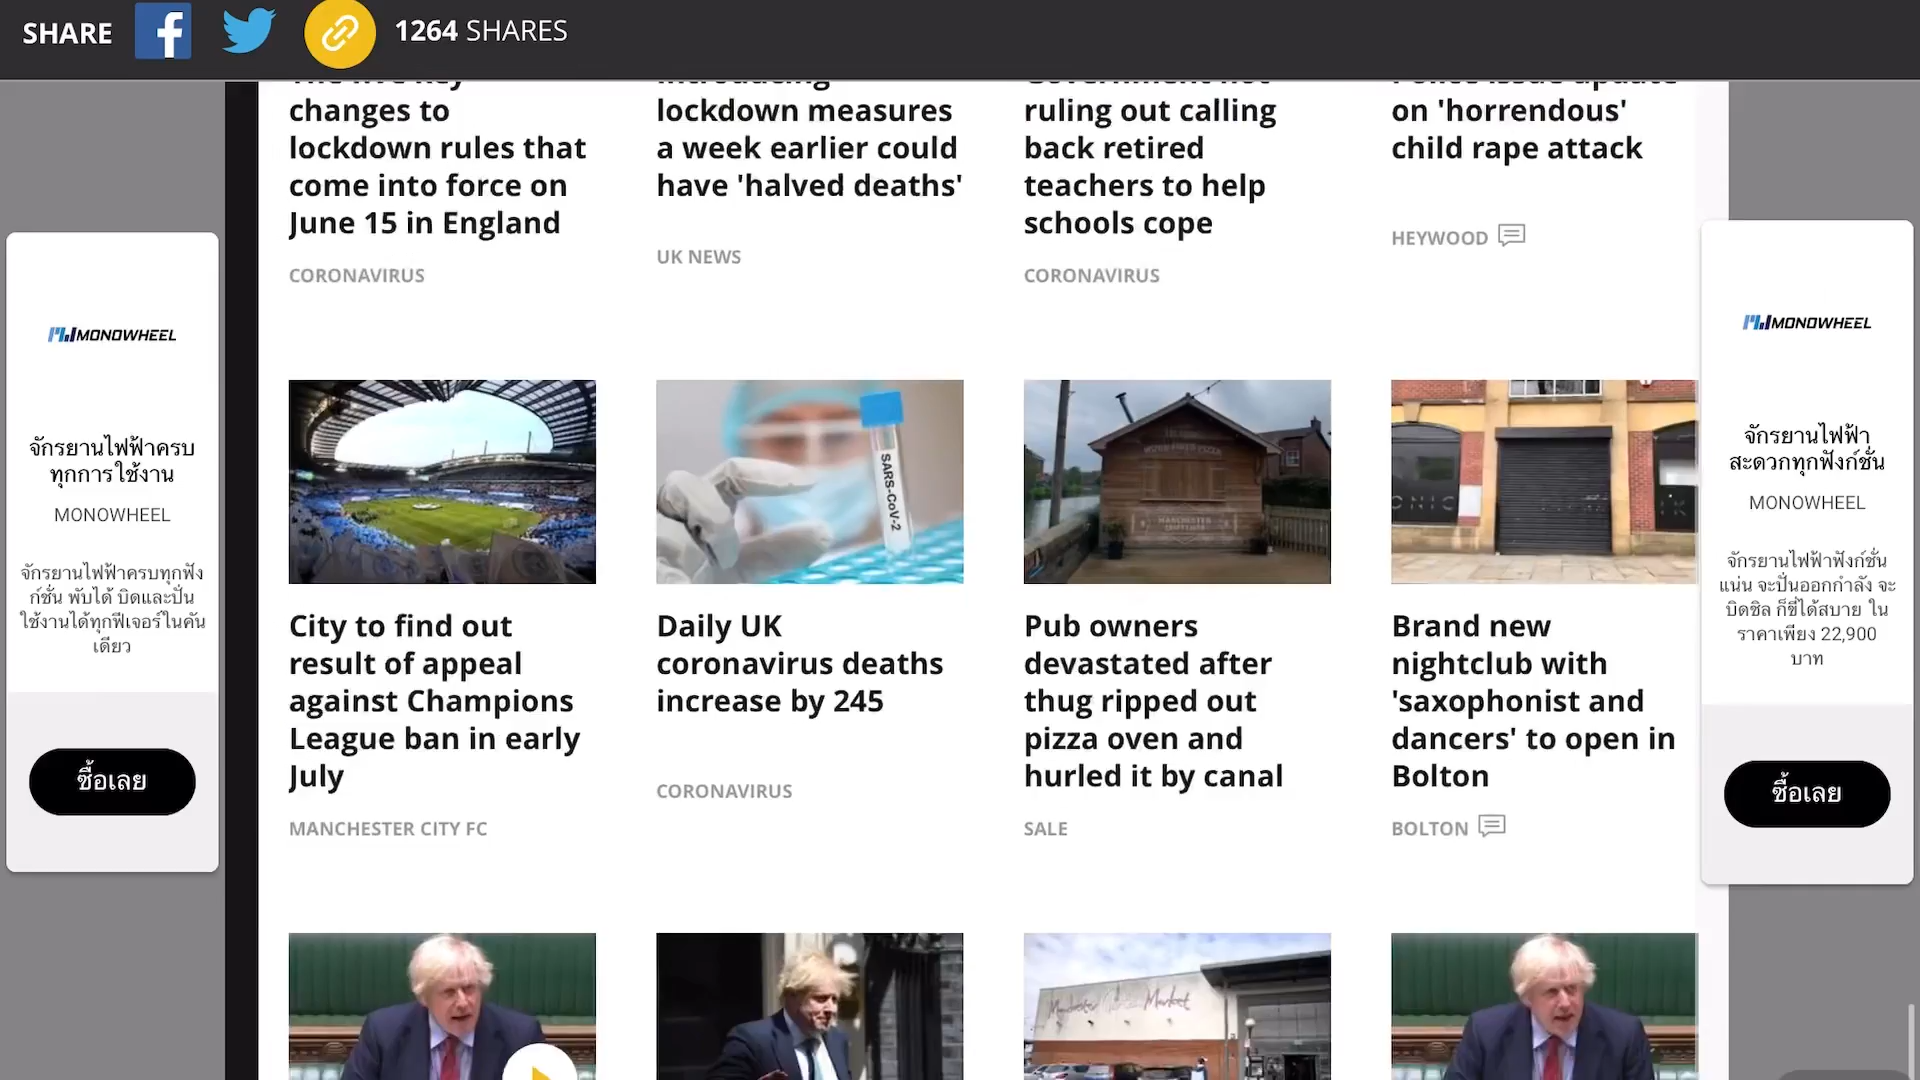 SHARE
1264 SHARES
changes to
lockdown rules that
come into force on
June 15 in England
CORONAVIRUS
lockdown measures
a week earlier could
have 'halved deaths'
UK NEWS
ruling out calling
back retired
teachers to help
schools cope
CORONAVIRUS
on 'horrendous'
child rape attack
HEYWOOD
MONOWHEEL
จักรยานไฟฟ้าครบ
ทุกการใช้งาน
MONOWHEEL
จักรยานไฟฟ้าครบทุกฟัง
ก์ชั่น พับได้ บิดและปั่น
ใช้งานได้ทุกฟีเจอร์ในคัน
เดียว
ซื้อเลย
SARS-CoV-2
City to find out
result of appeal
against Champions
League ban in early
July
MANCHESTER CITY FC
Daily UK
coronavirus deaths
increase by 245
CORONAVIRUS
Pub owners
devastated after
thug ripped out
pizza oven and
hurled it by canal
SALE
Brand new
nightclub with
'saxophonist and
dancers' to open in
Bolton
BOLTON
MONOWHEEL
จักรยานไฟฟ้า
สะดวกทุกฟังก์ชั่น
MONOWHEEL
จักรยานไฟฟ้าฟังก์ชั่น
แน่น จะปั่นออกกำลัง จะ
บิดชิล ก็ขี่ได้สบาย ใน
ราคาเพียง 22,900
บาท
ซื้อเลย
Market